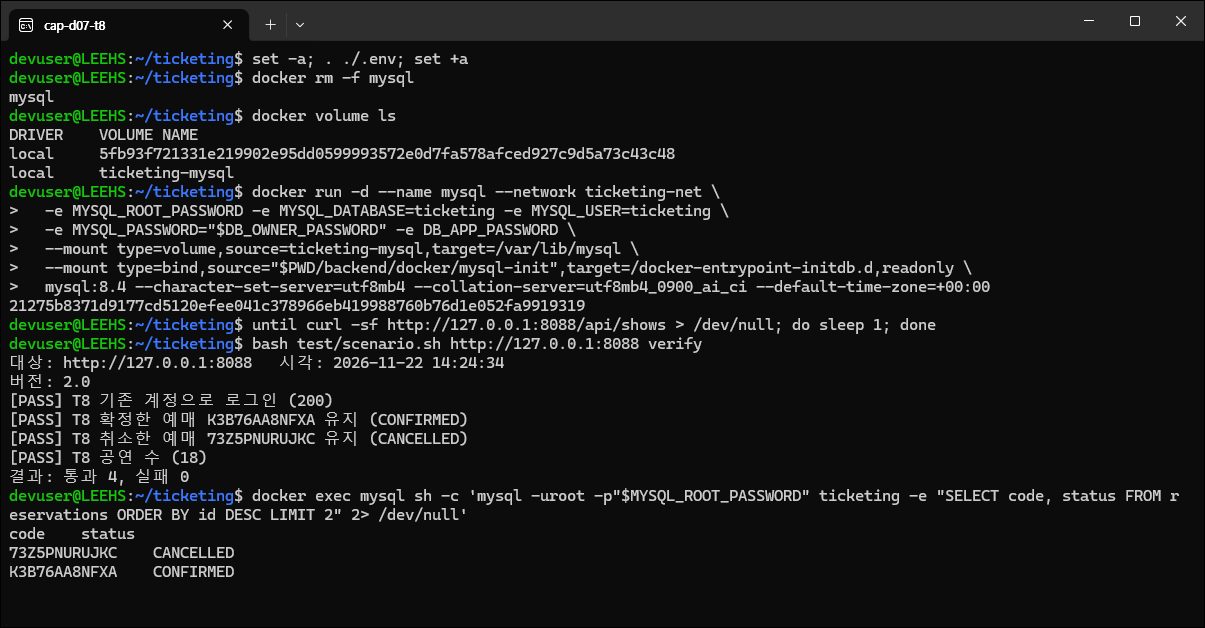 cap-d07-t8
devuser@LEEHS:~/ticketing$ set -a; . ./.env; set +a
devuser@LEEHS:~/ticketing$ docker rm -f mysql
mysql
devuser@LEEHS:~/ticketing$ docker volume ls
DRIVER    VOLUME NAME
local     5fb93f721331e219902e95dd0599993572e0d7fa578afced927c9d5a73c43c48
local     ticketing-mysql
devuser@LEEHS:~/ticketing$ docker run -d --name mysql --network ticketing-net \
>   -e MYSQL_ROOT_PASSWORD -e MYSQL_DATABASE=ticketing -e MYSQL_USER=ticketing \
>   -e MYSQL_PASSWORD="$DB_OWNER_PASSWORD" -e DB_APP_PASSWORD \
>   --mount type=volume,source=ticketing-mysql,target=/var/lib/mysql \
>   --mount type=bind,source="$PWD/backend/docker/mysql-init",target=/docker-entrypoint-initdb.d,readonly \
>   mysql:8.4 --character-set-server=utf8mb4 --collation-server=utf8mb4_0900_ai_ci --default-time-zone=+00:00
21275b8371d9177cd5120efee041c378966eb419988760b76d1e052fa9919319
devuser@LEEHS:~/ticketing$ until curl -sf http://127.0.0.1:8088/api/shows > /dev/null; do sleep 1; done
devuser@LEEHS:~/ticketing$ bash test/scenario.sh http://127.0.0.1:8088 verify
대상: http://127.0.0.1:8088   시각: 2026-11-22 14:24:34
버전: 2.0
[PASS] T8 기존 계정으로 로그인 (200)
[PASS] T8 확정한 예매 K3B76AA8NFXA 유지 (CONFIRMED)
[PASS] T8 취소한 예매 73Z5PNURUJKC 유지 (CANCELLED)
[PASS] T8 공연 수 (18)
결과: 통과 4, 실패 0
devuser@LEEHS:~/ticketing$ docker exec mysql sh -c 'mysql -uroot -p"$MYSQL_ROOT_PASSWORD" ticketing -e "SELECT code, status FROM r
eservations ORDER BY id DESC LIMIT 2" 2> /dev/null'
code    status
73Z5PNURUJKC    CANCELLED
K3B76AA8NFXA    CONFIRMED